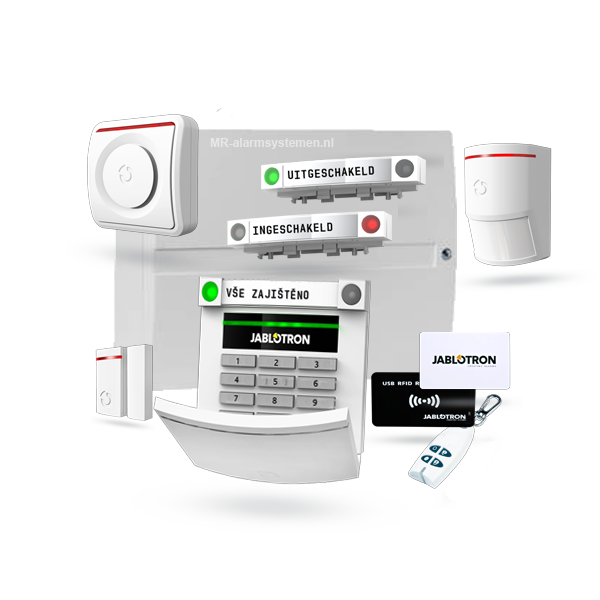 MR-alarmsystemen.nl
UITGESCHAKELD
INGESCHAKELD
VŠE ZAJIŠTĚNO
JABLOTRON
1 2 3
4 5 6
7 8 9
JABLOTRON
USB RFID R
JABLOTRON